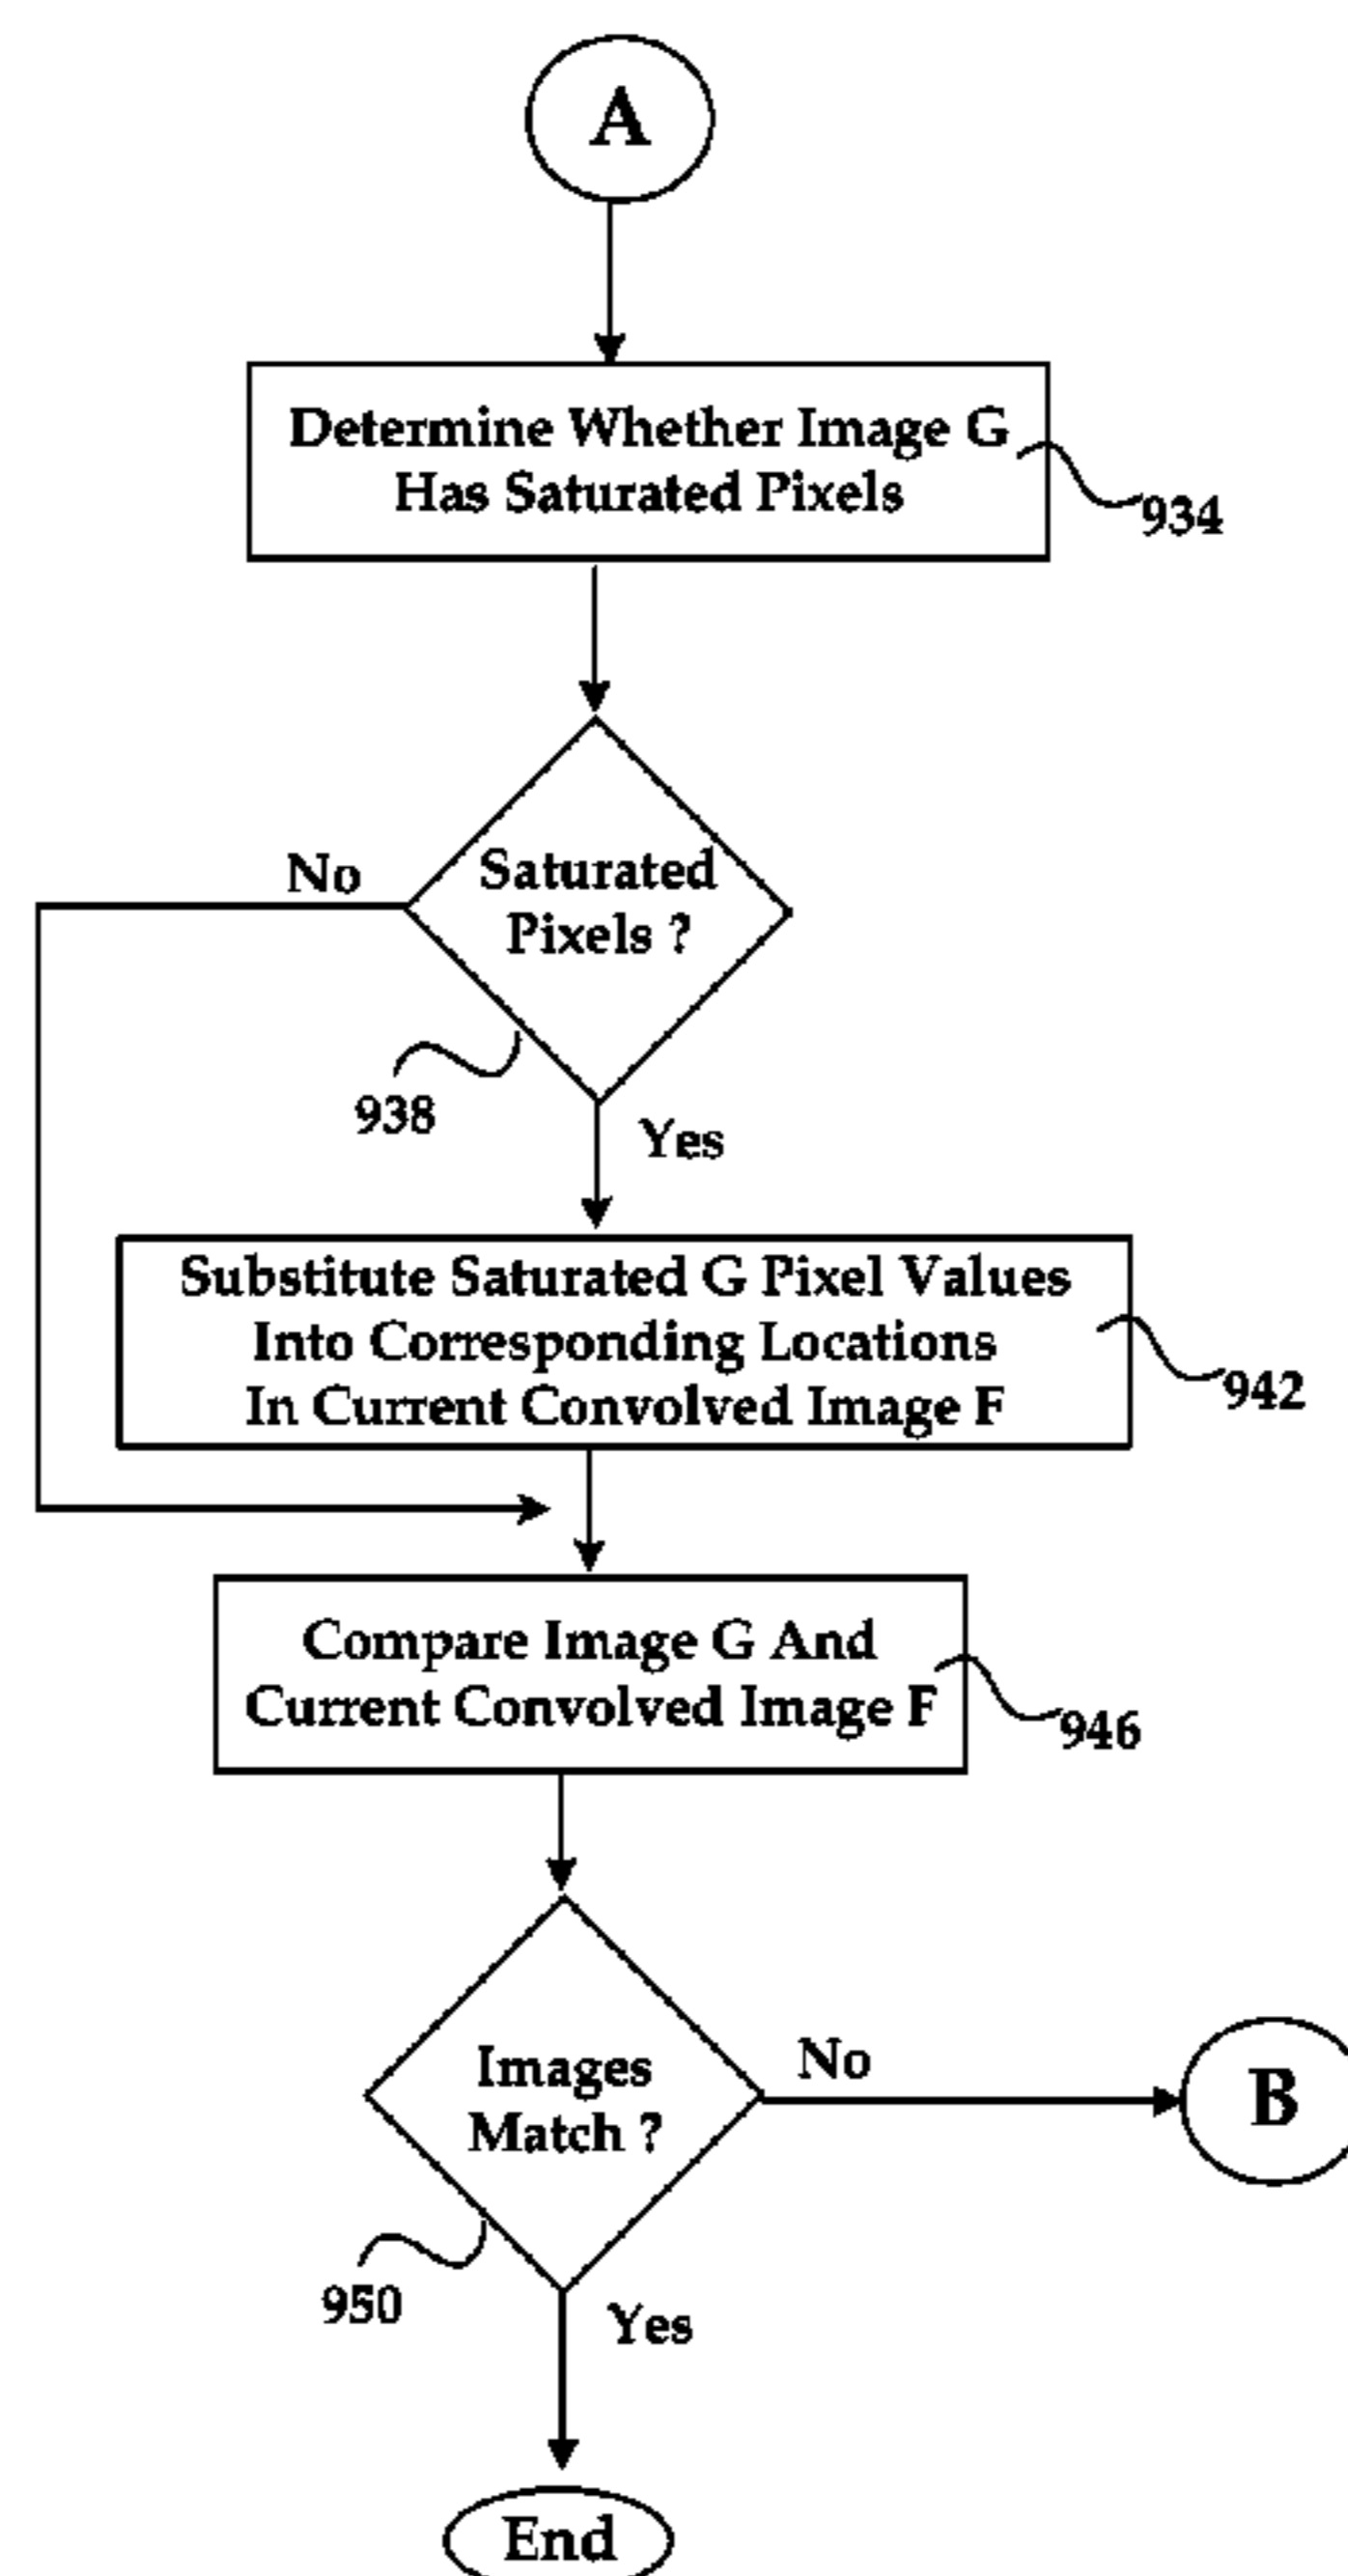 A
Determine Whether Image G
Has Saturated Pixels
934
No
Saturated
Pixels ?
938
Yes
Substitute Saturated G Pixel Values
Into Corresponding Locations
In Current Convolved Image F
942
Compare Image G And
Current Convolved Image F
946
Images
Match ?
No
B
950
Yes
End